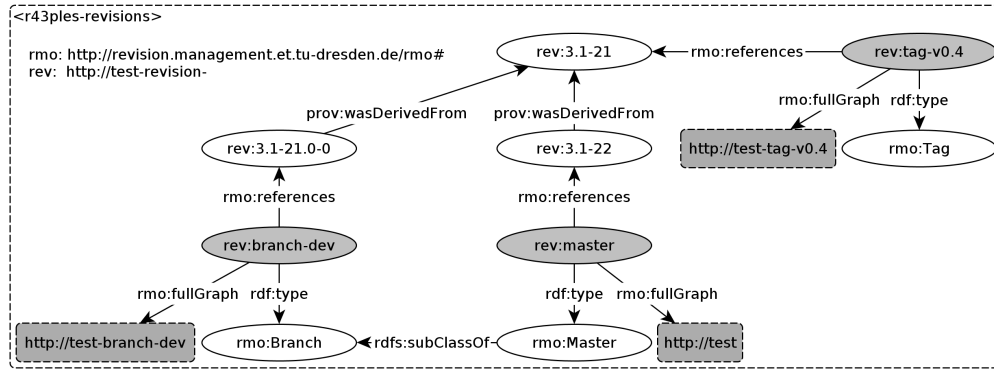 <r43ples-revisions>
rmo: http://revision.management.et.tu-dresden.de/rmo#
rev: http://test-revision-
rev:3.1-21
rmo:references
rev:tag-v0.4
prov:wasDerivedFrom
prov:wasDerivedFrom
rmo:fullGraph
rdf:type
rev:3.1-21.0-0
rev:3.1-22
http://test-tag-v0.4
rmo:Tag
rmo:references
rmo:references
rev:branch-dev
rev:master
rmo:fullGraph
rdf:type
rdf:type
rmo:fullGraph
http://test-branch-dev
rmo:Branch
rdfs:subClassOf
rmo:Master
http://test